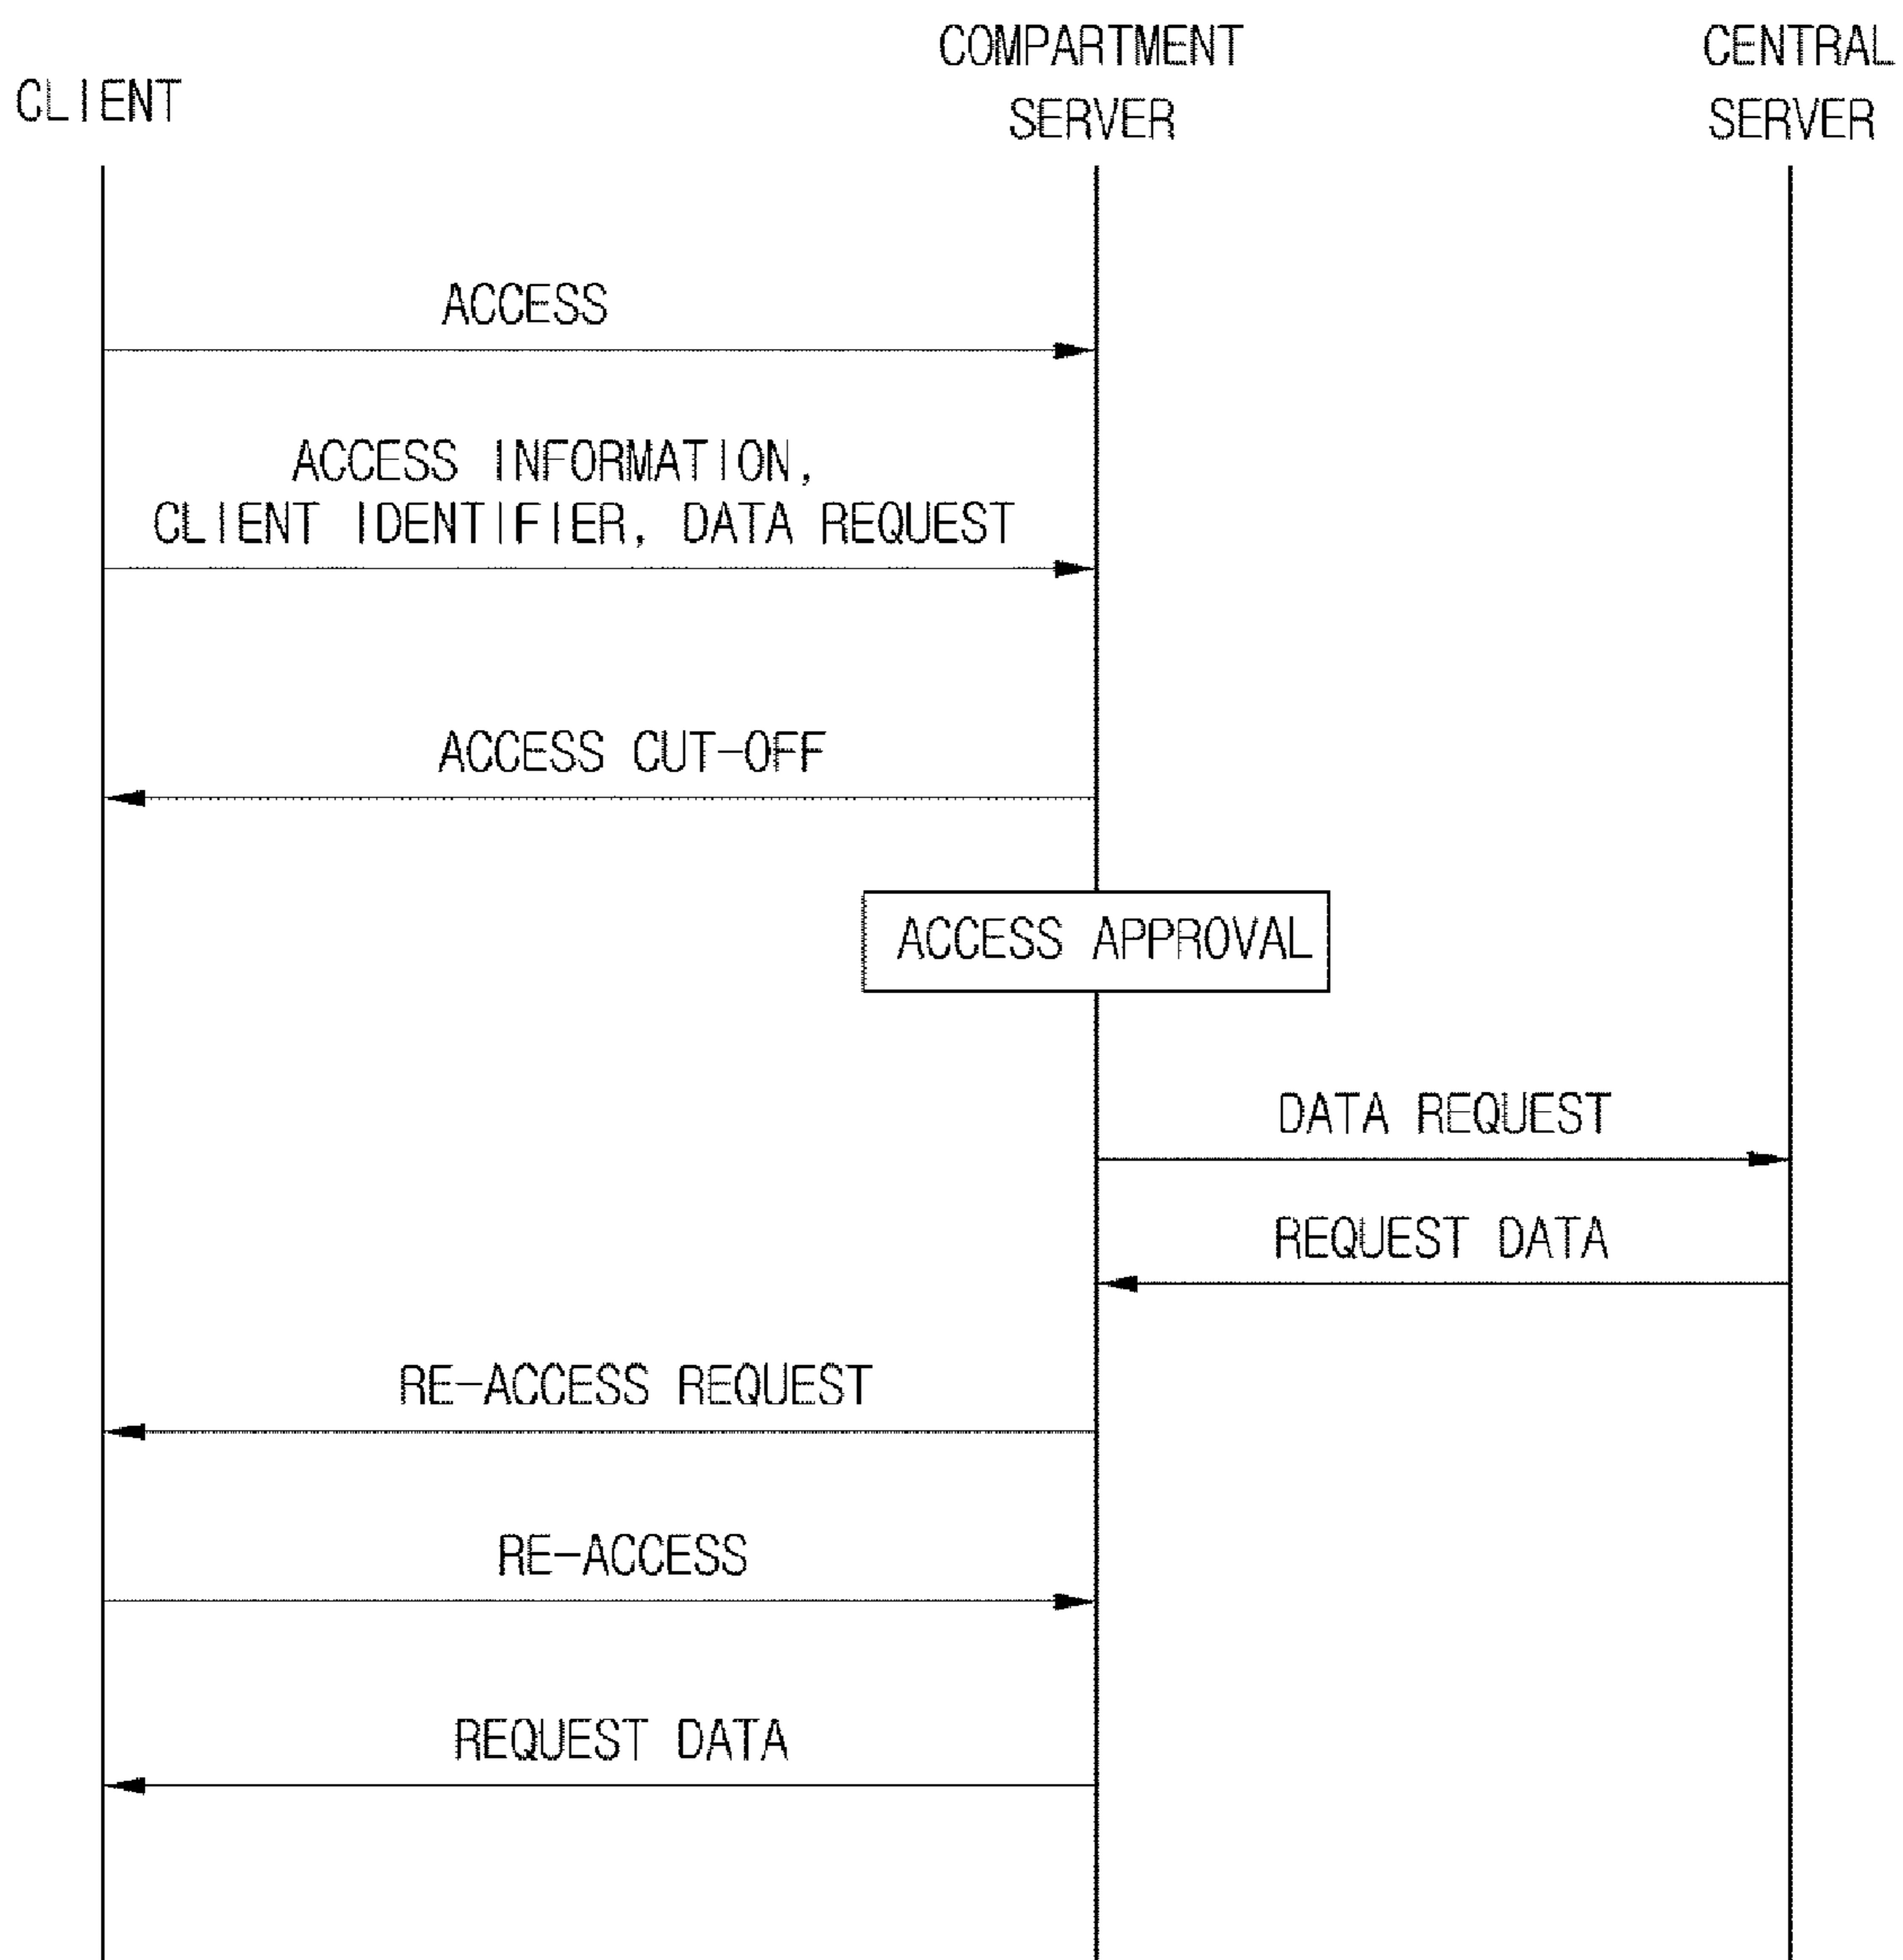 CLIENT
COMPARTMENT
SERVER
CENTRAL
SERVER
ACCESS
ACCESS INFORMATION,
CLIENT IDENTIFIER, DATA REQUEST
ACCESS CUT-OFF
ACCESS APPROVAL
DATA REQUEST
REQUEST DATA
RE-ACCESS REQUEST
RE-ACCESS
REQUEST DATA